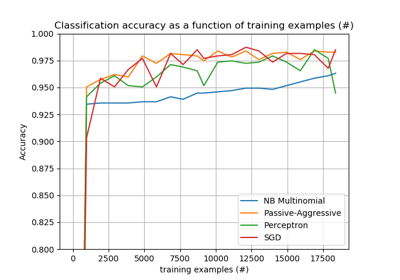 Classification accuracy as a function of training examples (#)
1.000
0.975
0.950
0.925
0.900
0.875
0.850
0.825
0.800
Accuracy
NB Multinomial
Passive-Aggressive
Perceptron
SGD
0 2500 5000 7500 10000 12500 15000 17500
training examples (#)